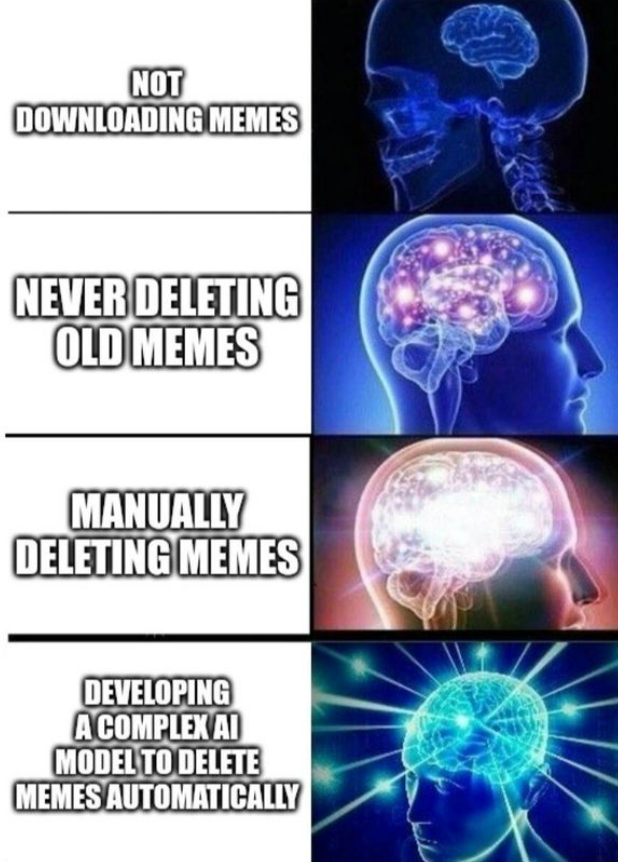 NOT
DOWNLOADING MEMES
NEVER DELETING
OLD MEMES
MANUALLY
DELETING MEMES
DEVELOPING
A COMPLEX AI
MODEL TO DELETE
MEMES AUTOMATICALLY